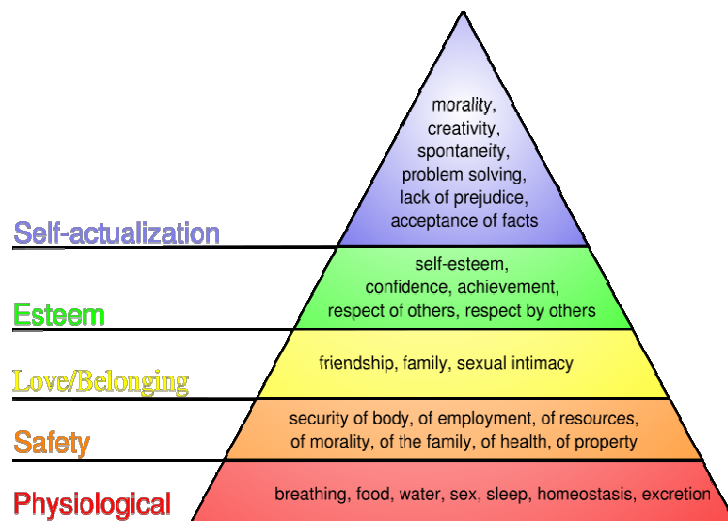 morality,
creativity,
spontaneity,
problem solving,
lack of prejudice,
acceptance of facts
Self-actualization
self-esteem,
confidence, achievement,
respect of others, respect by others
Esteem
friendship, family, sexual intimacy
Love/Belonging
security of body, of employment, of resources,
of morality, of the family, of health, of property
Safety
breathing, food, water, sex, sleep, homeostasis, excretion
Physiological